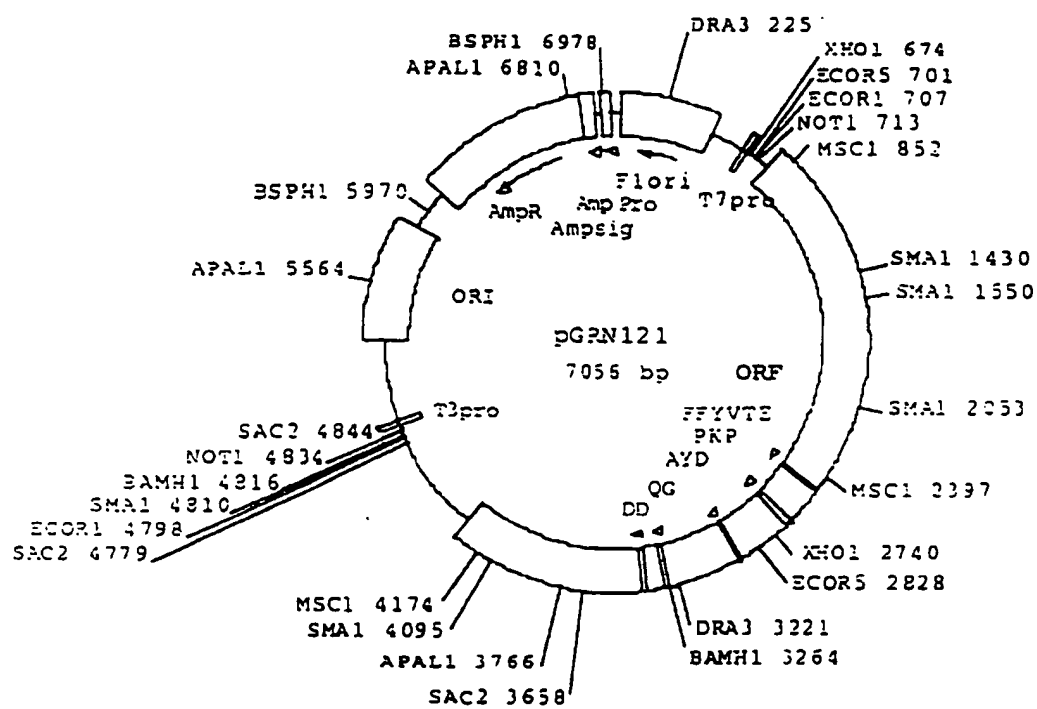 DRA3 225
XHO1 674
ECOR5 701
ECOR1 707
NOT1 713
MSC1 852
BSPH1 6978
APAL1 6810
BSPH1 5970
APAL1 5564
F1ori
T7pro
Amp Pro
AmpR
Ampsig
ORI
pGRN121
7056 bp
SMA1 1430
SMA1 1550
ORF
SMA1 2053
FFYVTE
PKP
AYD
QG
DD
T3pro
MSC1 2397
XHO1 2740
ECOR5 2828
DRA3 3221
BAMH1 3264
SAC2 4844
NOT1 4834
BAMH1 4816
SMA1 4810
ECOR1 4798
SAC2 4779
MSC1 4174
SMA1 4095
APAL1 3766
SAC2 3658